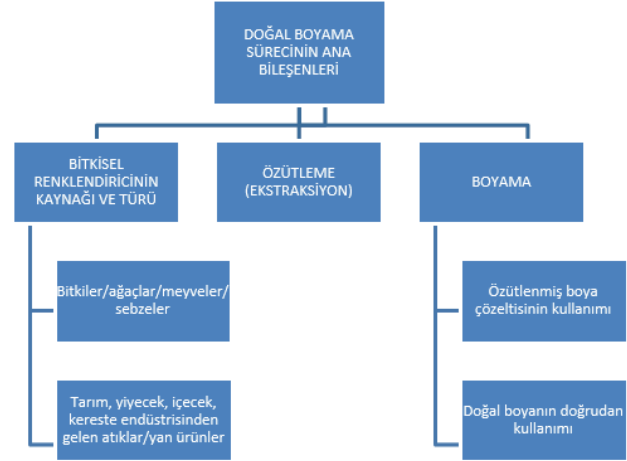 DOĞAL BOYAMA
SÜRECİNİN ANA
BİLEŞENLERİ
BİTKİSEL
RENKLENDİRİCİNİN
KAYNAĞI VE TÜRÜ
ÖZÜTLEME
(EKSTRAKSİYON)
BOYAMA
Bitkiler/ağaçlar/meyveler/
sebzeler
Tarım, yiyecek, içecek,
kereste endüstrisinden
gelen atıklar/yan ürünler
Özütlenmiş boya
çözeltisinin kullanımı
Doğal boyanın doğrudan
kullanımı